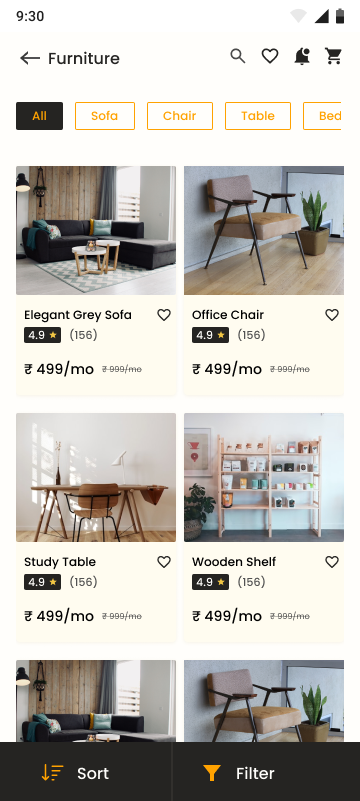 9:30
Furniture
All Sofa Chair Table Bed
Elegant Grey Sofa
4.9 (156)
₹ 499/mo ₹ 999/mo
Office Chair
4.9 (156)
₹ 499/mo ₹ 999/mo
Study Table
4.9 (156)
₹ 499/mo ₹ 999/mo
Wooden Shelf
4.9 (156)
₹ 499/mo ₹ 999/mo
Sort Filter